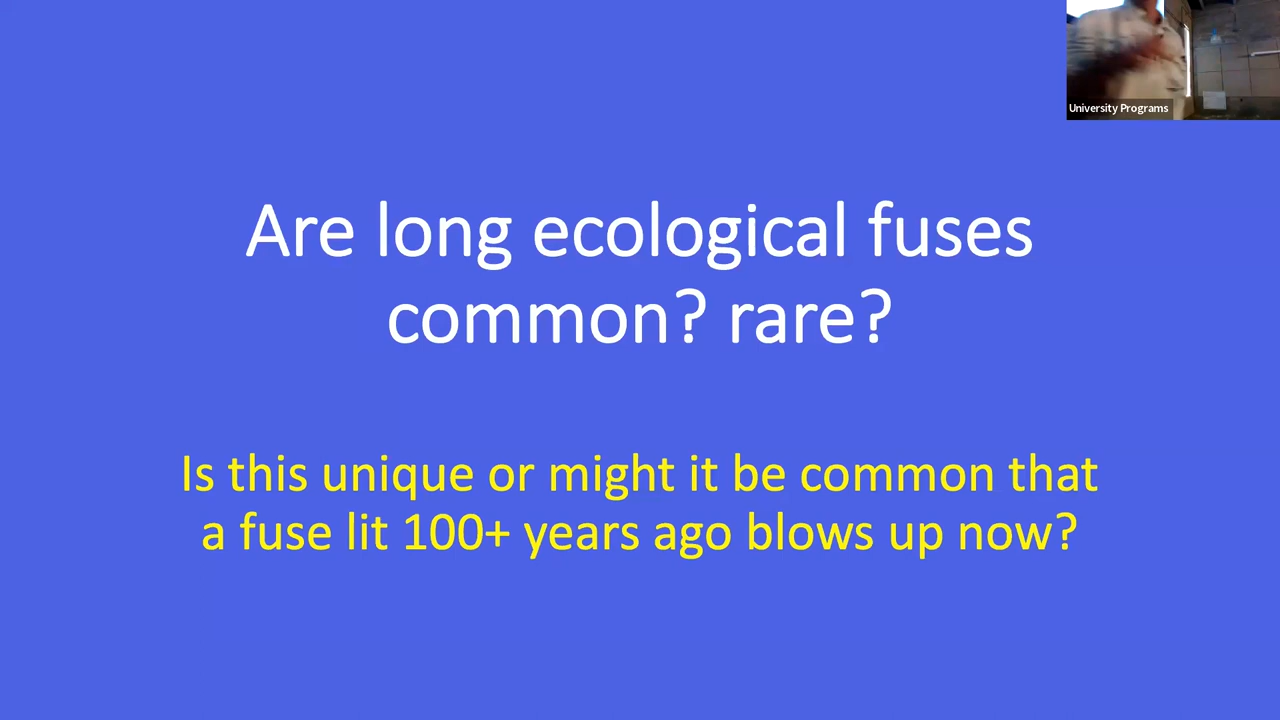 University Programs
Are long ecological fuses
common? rare?
Is this unique or might it be common that
a fuse lit 100+ years ago blows up now?